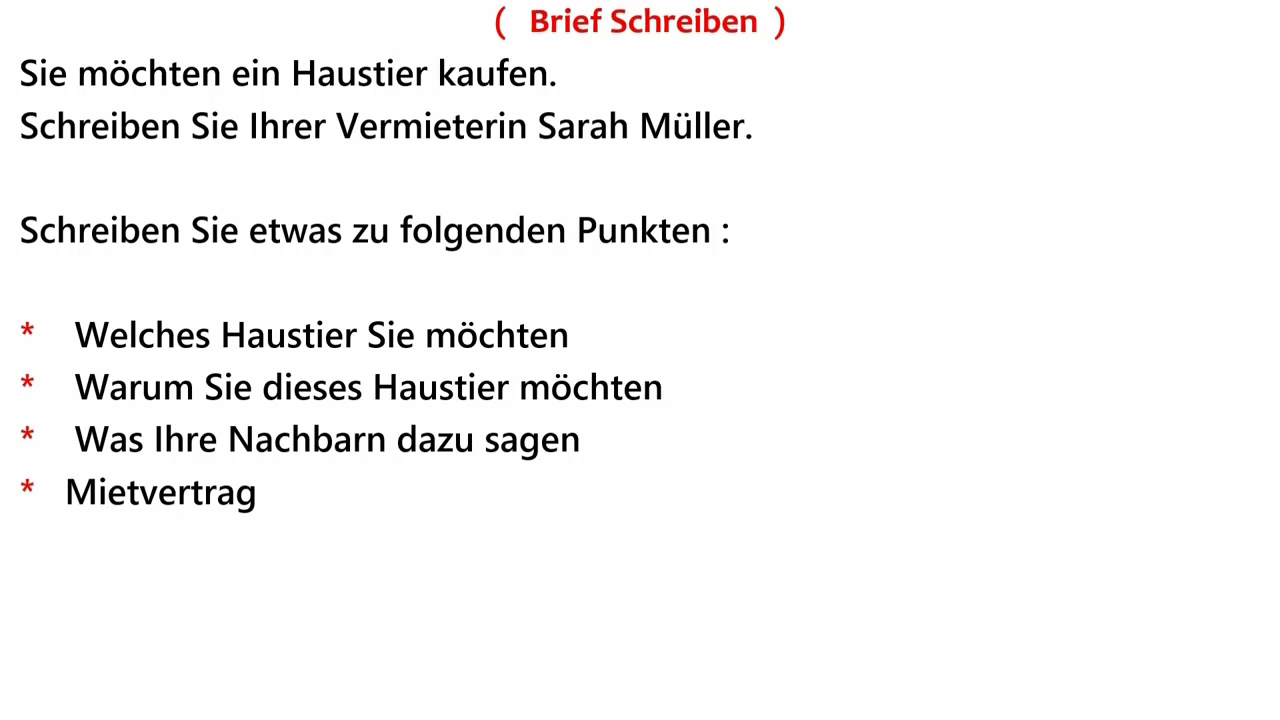 ( Brief Schreiben )
Sie möchten ein Haustier kaufen.
Schreiben Sie Ihrer Vermieterin Sarah Müller.
Schreiben Sie etwas zu folgenden Punkten :
* Welches Haustier Sie möchten
* Warum Sie dieses Haustier möchten
* Was Ihre Nachbarn dazu sagen
* Mietvertrag